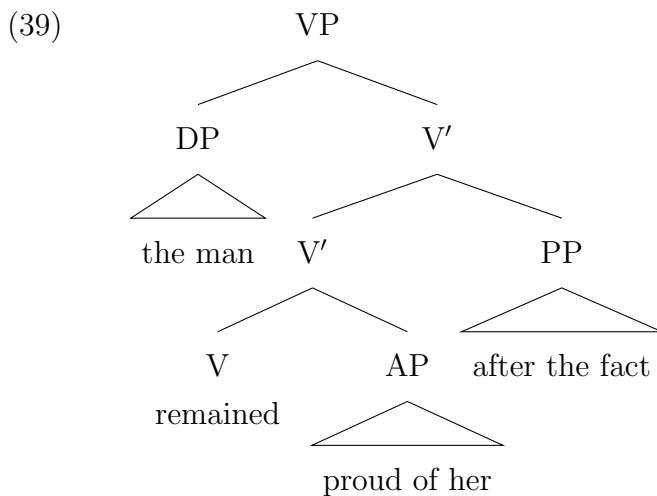 (39) VP
DP V′
the man V′ PP
V AP after the fact
remained
proud of her